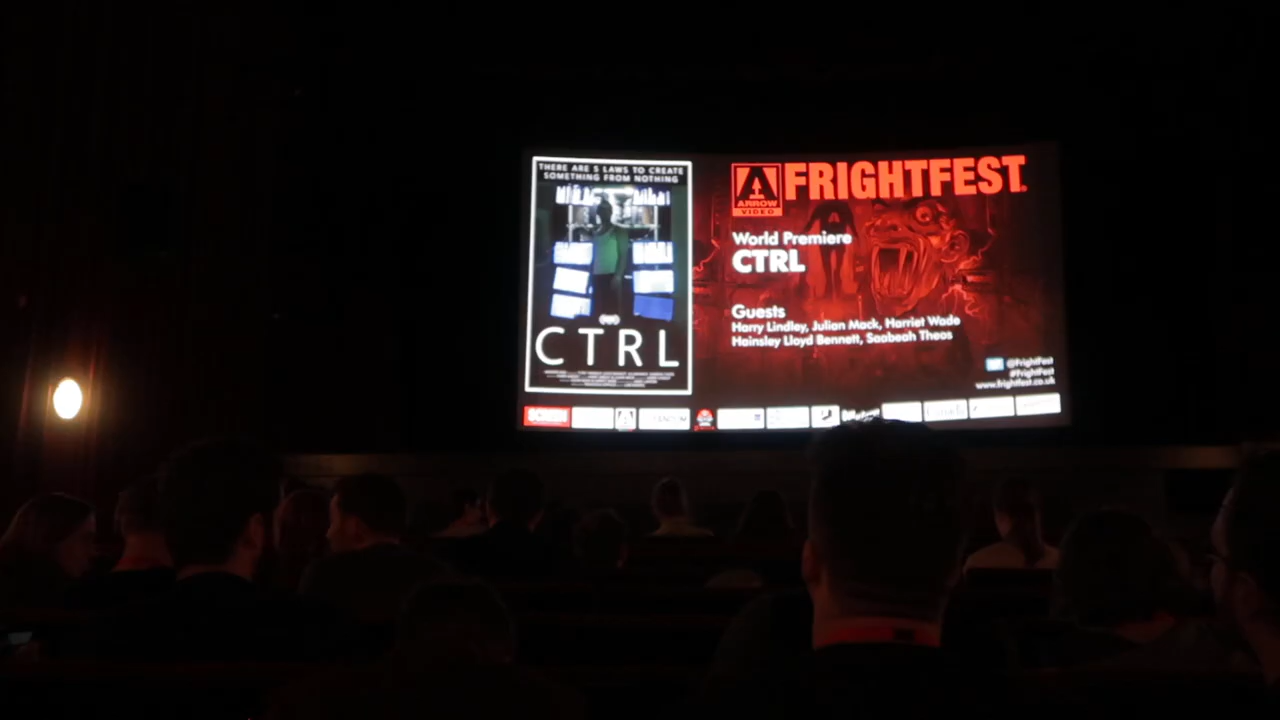 THERE ARE 5 LAWS TO CREATE
SOMETHING FROM NOTHING
CTRL
ARROW
VIDEO
FRIGHTFEST
World Premiere
CTRL
Guests
Harry Lindley, Julian Mack, Harriet Wade
Hainsley Lloyd Bennett, Saabeah Theos
@FrightFest
#FrightFest
www.frightfest.co.uk